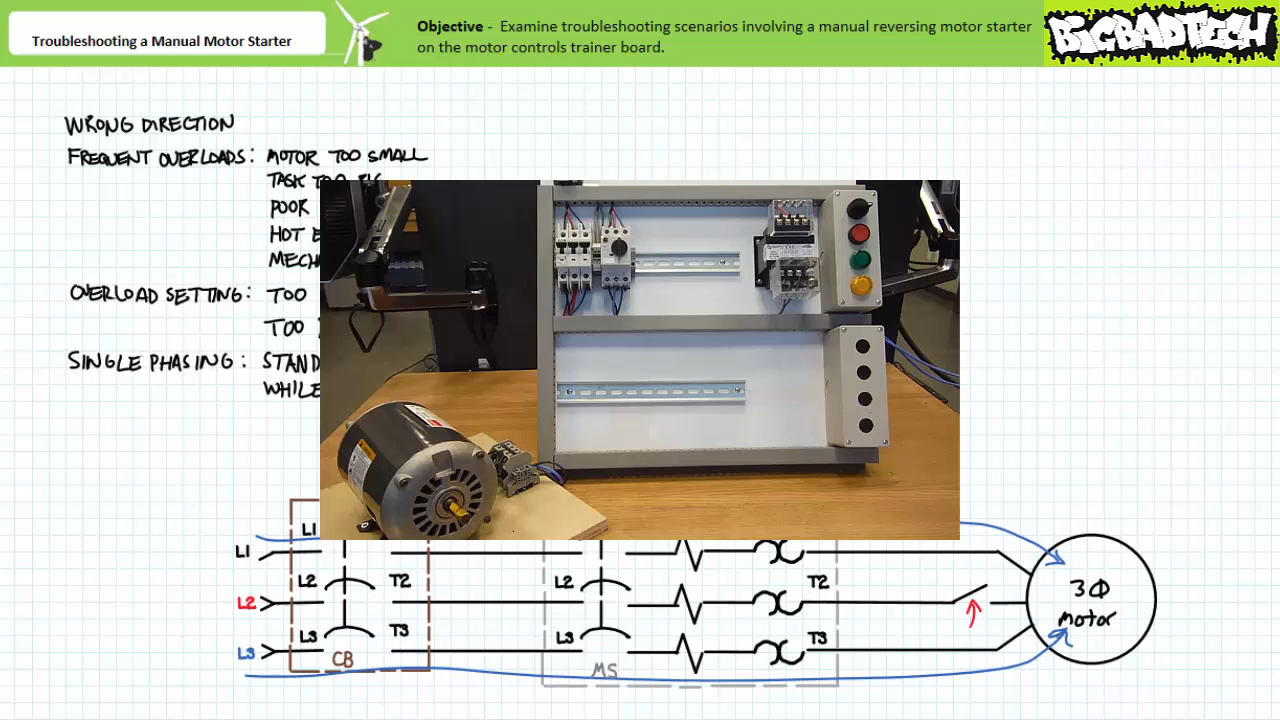 Troubleshooting a Manual Motor Starter
Objective - Examine troubleshooting scenarios involving a manual reversing motor starter
on the motor controls trainer board.
BIGBADTECH
WRONG DIRECTION
FREQUENT OVERLOADS: MOTOR TOO SMALL
TASK
POOR
HOT
OVERLOAD SETTING: TOO
TOO
SINGLE PHASING:
WHILE
L1
L1
L2 L2 T2 L2 T2
3Φ
motor
L3 L3 T3 L3 T3
CB MS